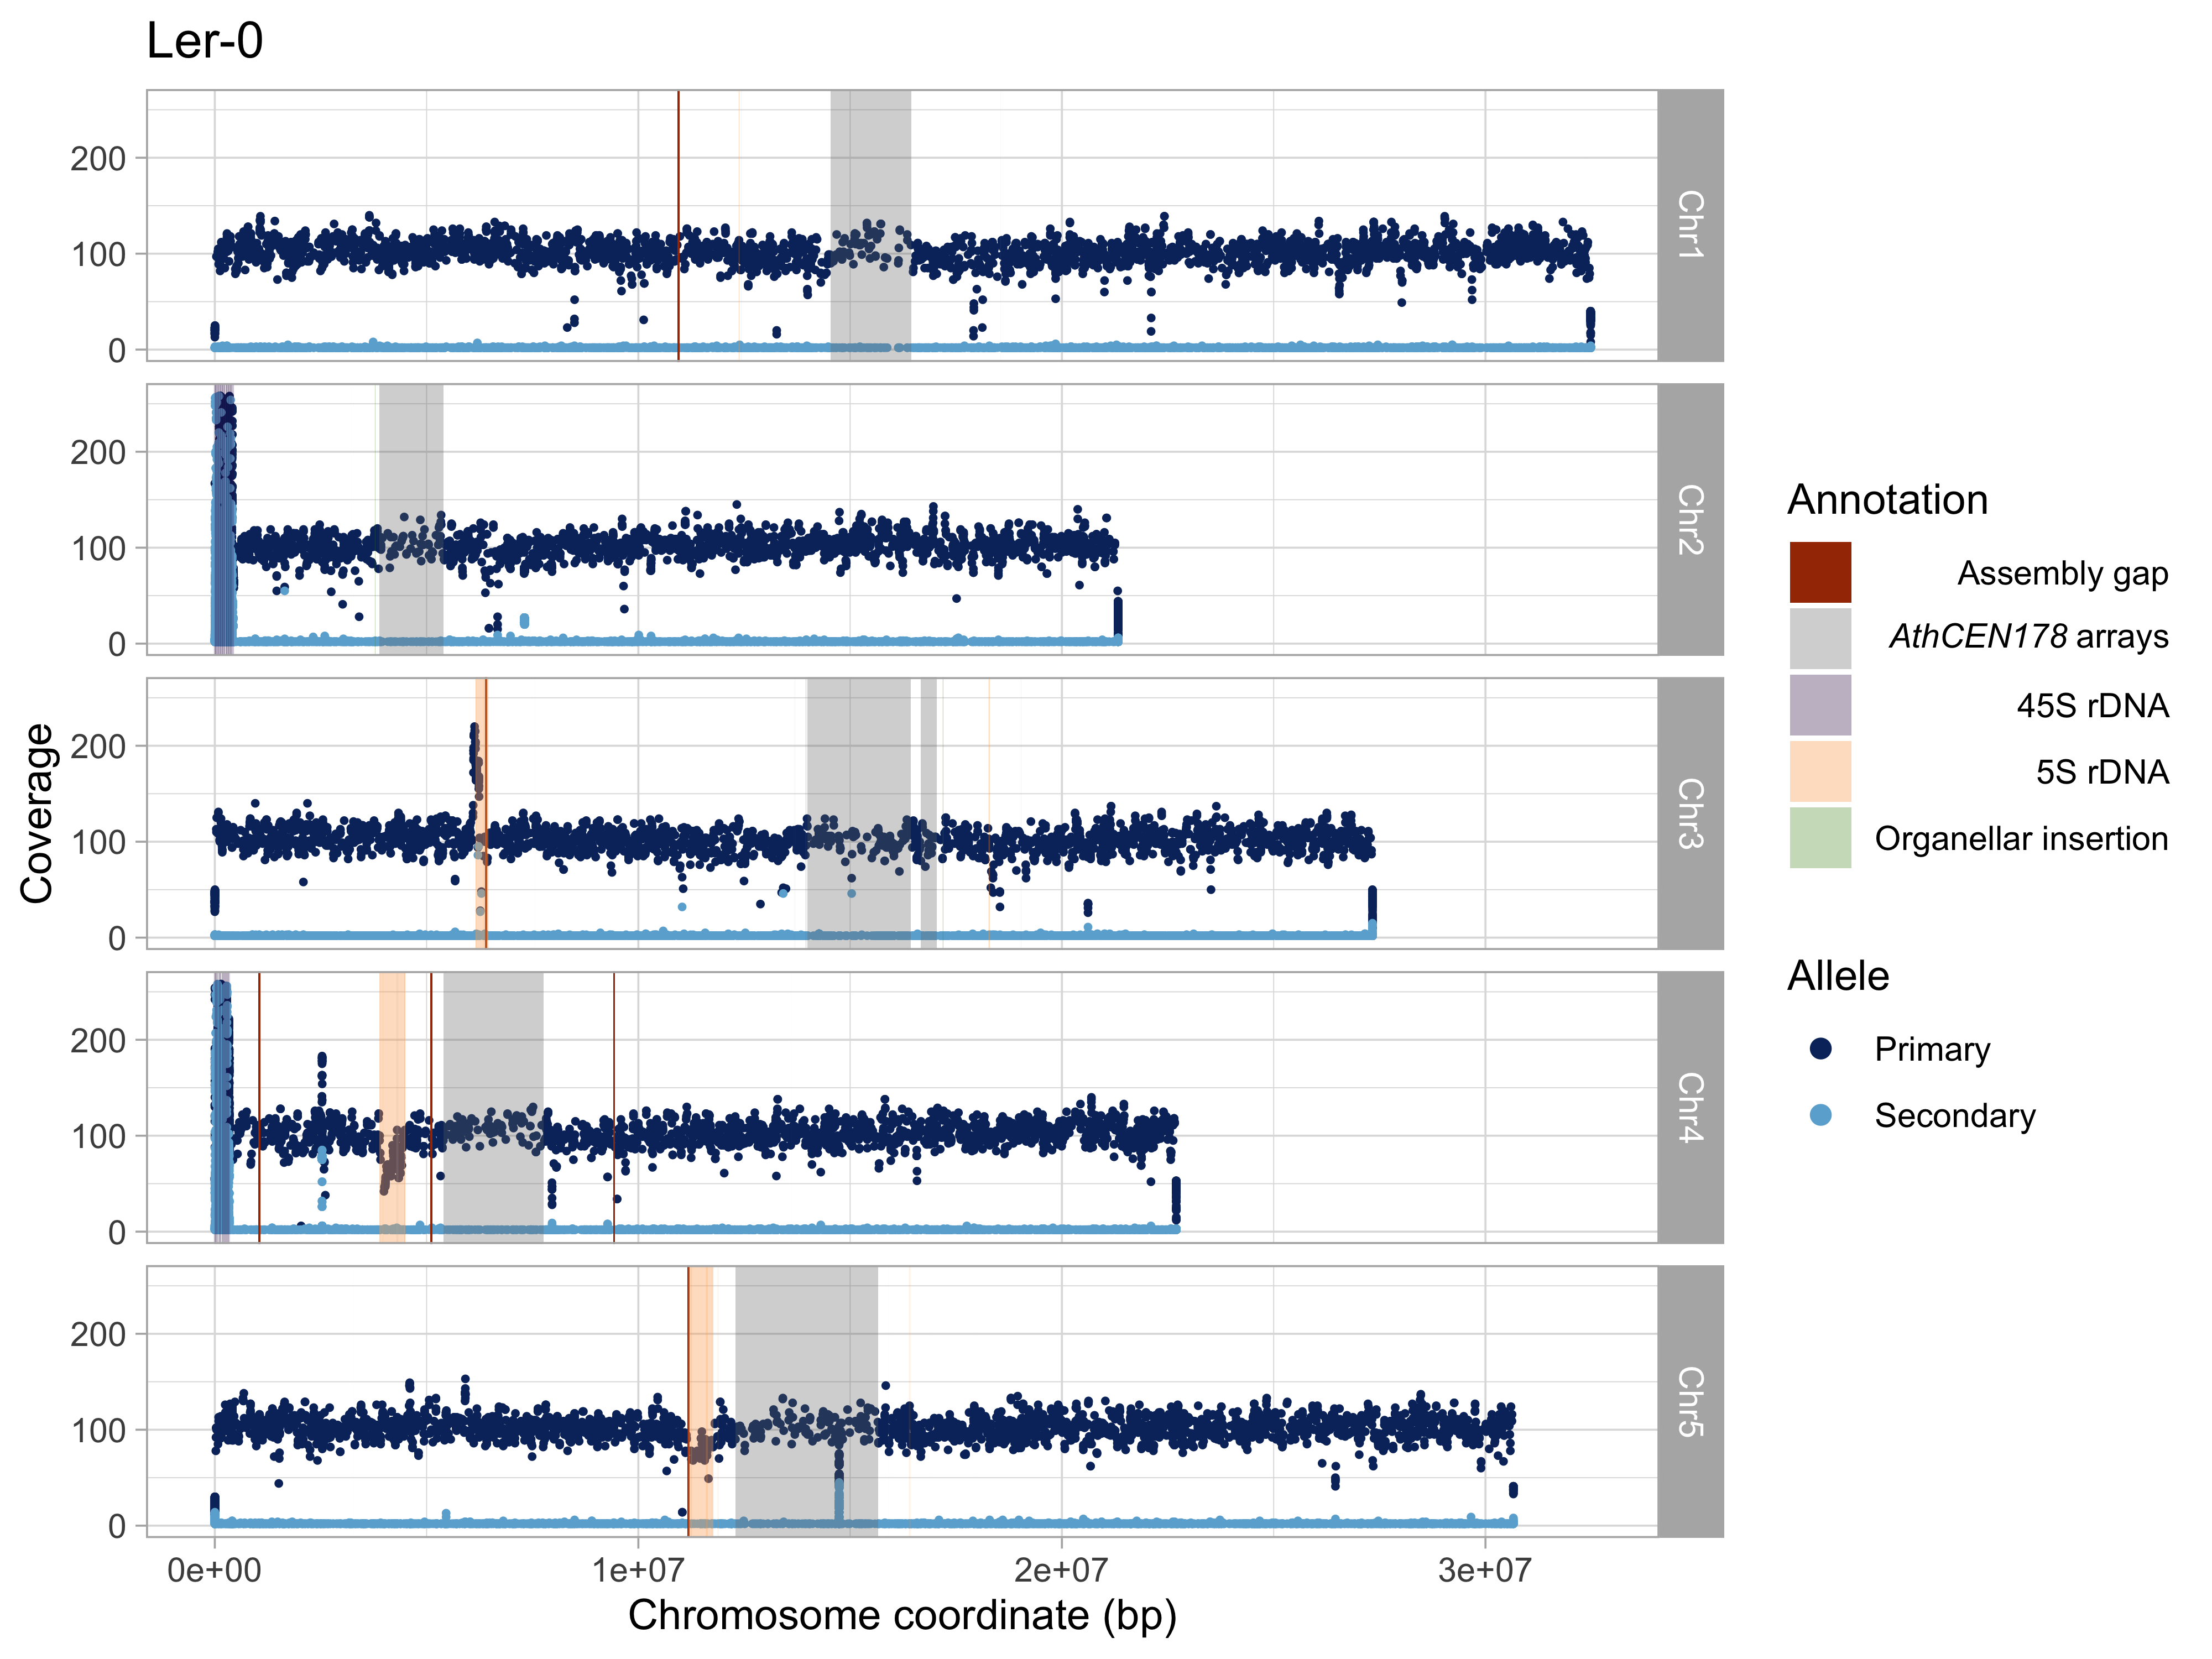 Ler-0
200
100
0
Chr1
200
100
0
Chr2
200
100
0
Chr3
200
100
0
Chr4
200
100
0
Chr5
0e+00
1e+07
2e+07
3e+07
Chromosome coordinate (bp)
Coverage
Annotation
Assembly gap
AthCEN178 arrays
45S rDNA
5S rDNA
Organellar insertion
Allele
Primary
Secondary